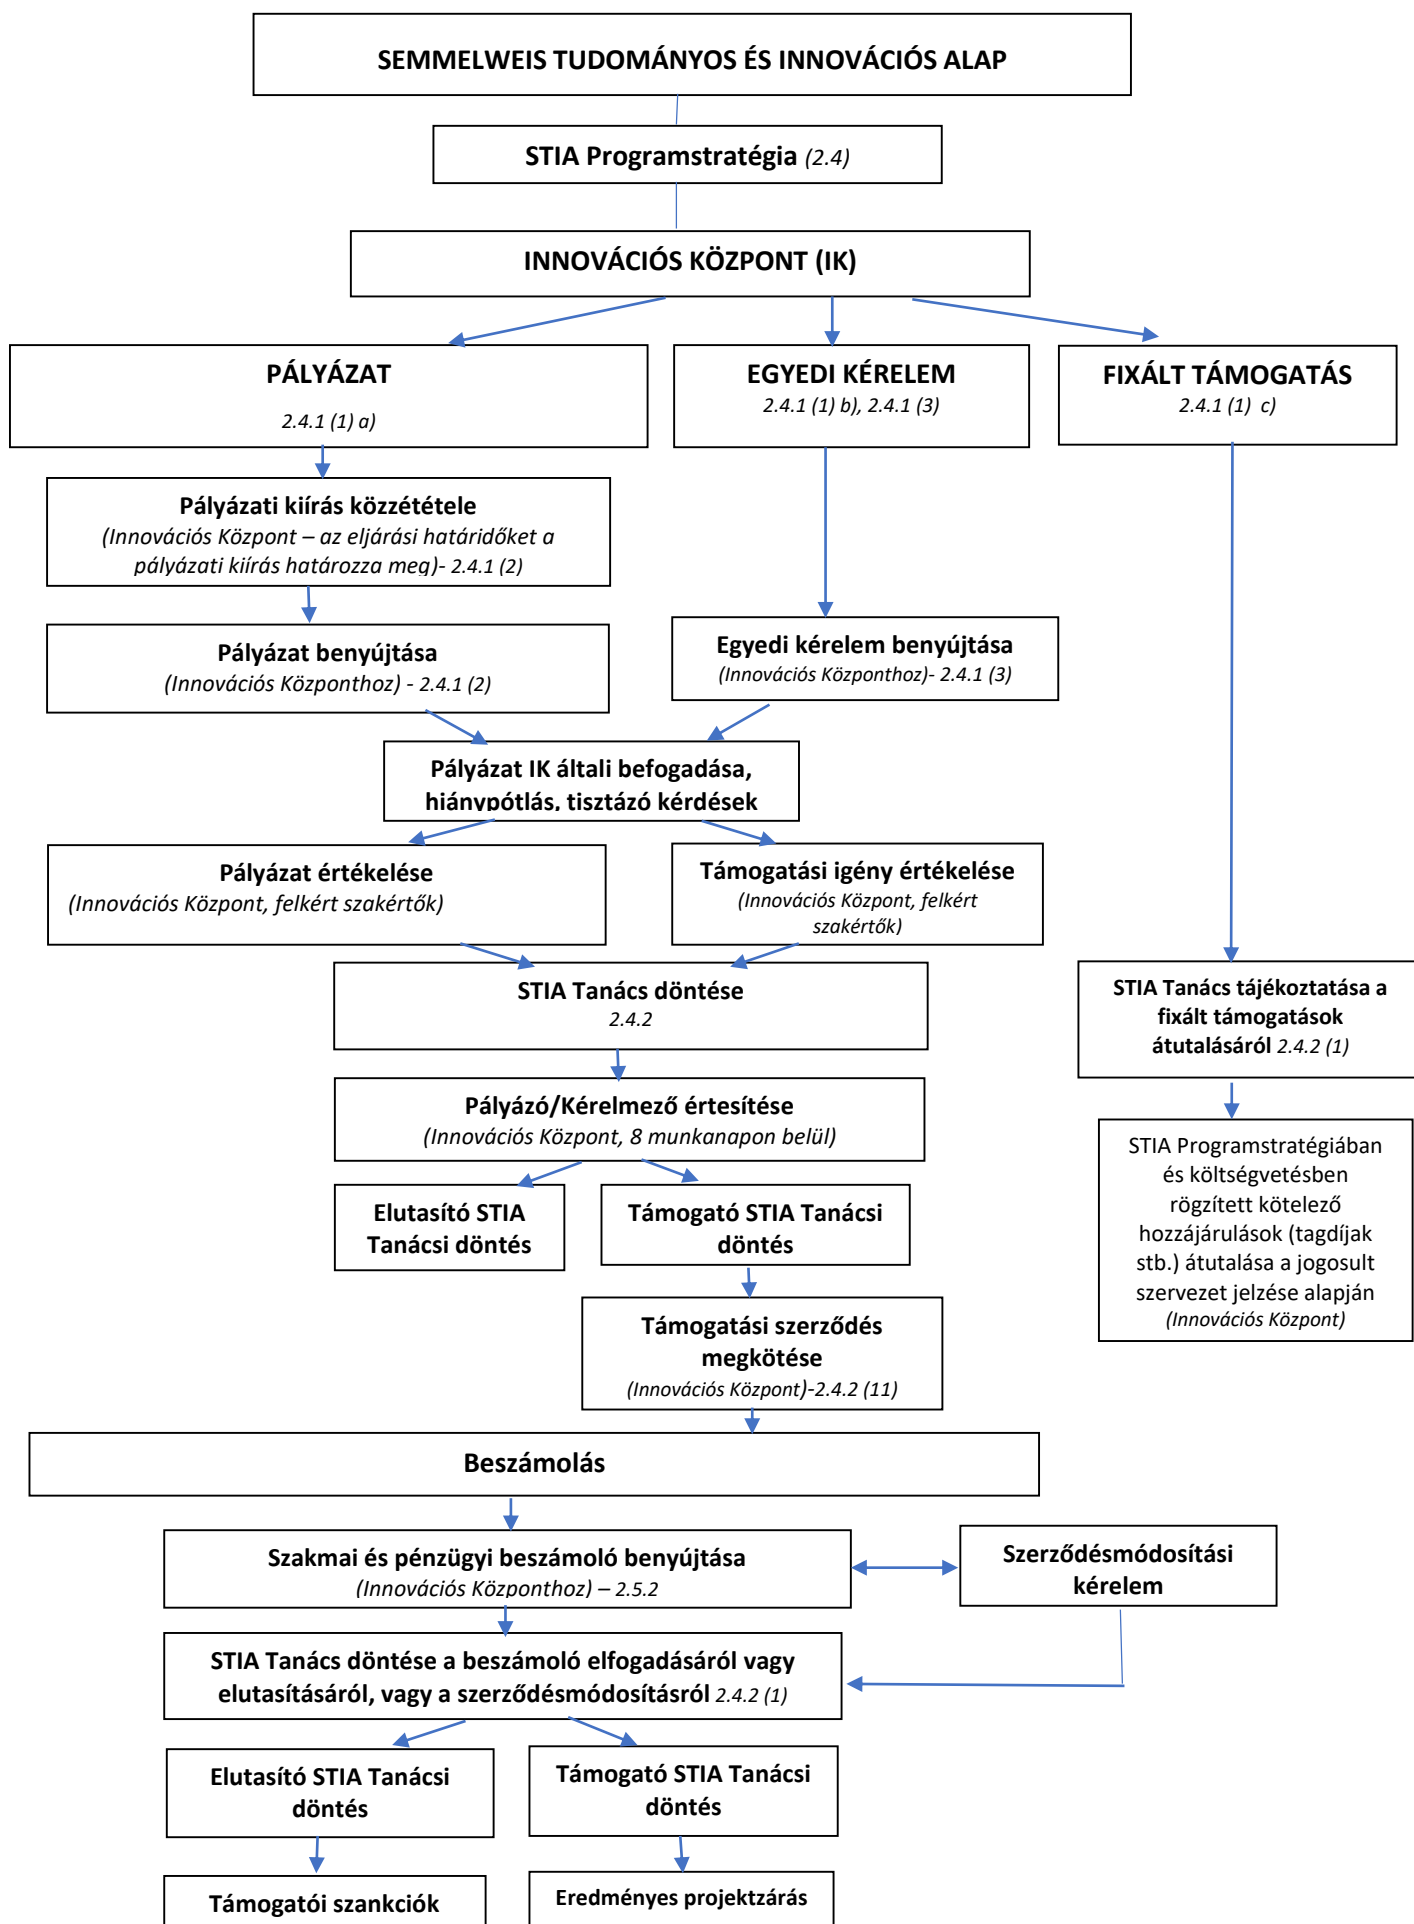 SEMMELWEIS TUDOMÁNYOS ÉS INNOVÁCIÓS ALAP
STIA Programstratégia (2.4)
INNOVÁCIÓS KÖZPONT (IK)
PÁLYÁZAT
2.4.1 (1) a)
EGYEDI KÉRELEM
2.4.1 (1) b), 2.4.1 (3)
FIXÁLT TÁMOGATÁS
2.4.1 (1) c)
Pályázati kiírás közzététele
(Innovációs Központ – az eljárási határidőket a
pályázati kiírás határozza meg)- 2.4.1 (2)
Pályázat benyújtása
(Innovációs Központhoz) - 2.4.1 (2)
Egyedi kérelem benyújtása
(Innovációs Központhoz)- 2.4.1 (3)
Pályázat IK általi befogadása,
hiánypótlás, tisztázó kérdések
Pályázat értékelése
(Innovációs Központ, felkért szakértők)
Támogatási igény értékelése
(Innovációs Központ, felkért
szakértők)
STIA Tanács döntése
2.4.2
STIA Tanács tájékoztatása a
fixált támogatások
átutalásáról 2.4.2 (1)
Pályázó/Kérelmező értesítése
(Innovációs Központ, 8 munkanapon belül)
STIA Programstratégiában
és költségvetésben
rögzített kötelező
hozzájárulások (tagdíjak
stb.) átutalása a jogosult
szervezet jelzése alapján
(Innovációs Központ)
Elutasító STIA
Tanácsi döntés
Támogató STIA Tanácsi
döntés
Támogatási szerződés
megkötése
(Innovációs Központ)-2.4.2 (11)
Beszámolás
Szakmai és pénzügyi beszámoló benyújtása
(Innovációs Központhoz) – 2.5.2
Szerződésmódosítási
kérelem
STIA Tanács döntése a beszámoló elfogadásáról vagy
elutasításáról, vagy a szerződésmódosításról 2.4.2 (1)
Elutasító STIA Tanácsi
döntés
Támogató STIA Tanácsi
döntés
Támogatói szankciók
Eredményes projektzárás